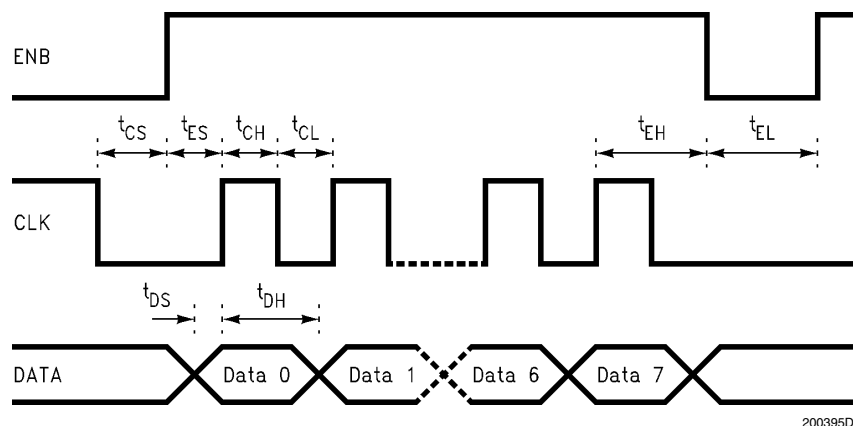 ENB
tCS tES tCH tCL tEH tEL
CLK
tDS tDH
DATA Data 0 Data 1 Data 6 Data 7
200395D